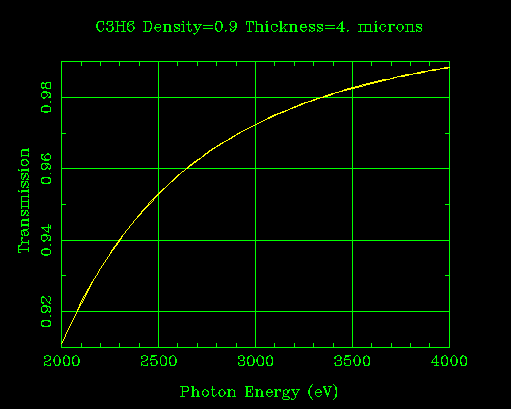 C3H6 Density=0.9 Thickness=4. microns
Transmission
0.98
0.96
0.94
0.92
2000 2500 3000 3500 4000
Photon Energy (eV)